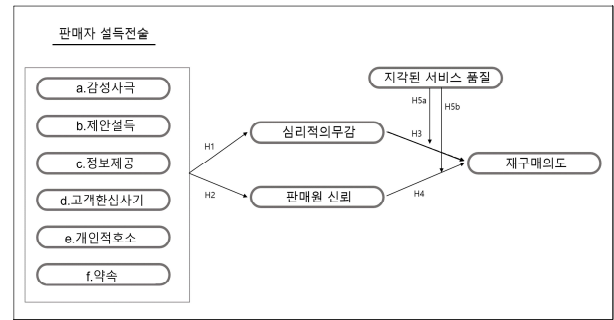 판매자 설득전술
a.감성사극
b.제안설득
c.정보제공
d.고객한신사기
e.개인적호소
f.약속
H1
H2
심리적의무감
판매원 신뢰
지각된 서비스 품질
H5a
H5b
H3
H4
재구매의도